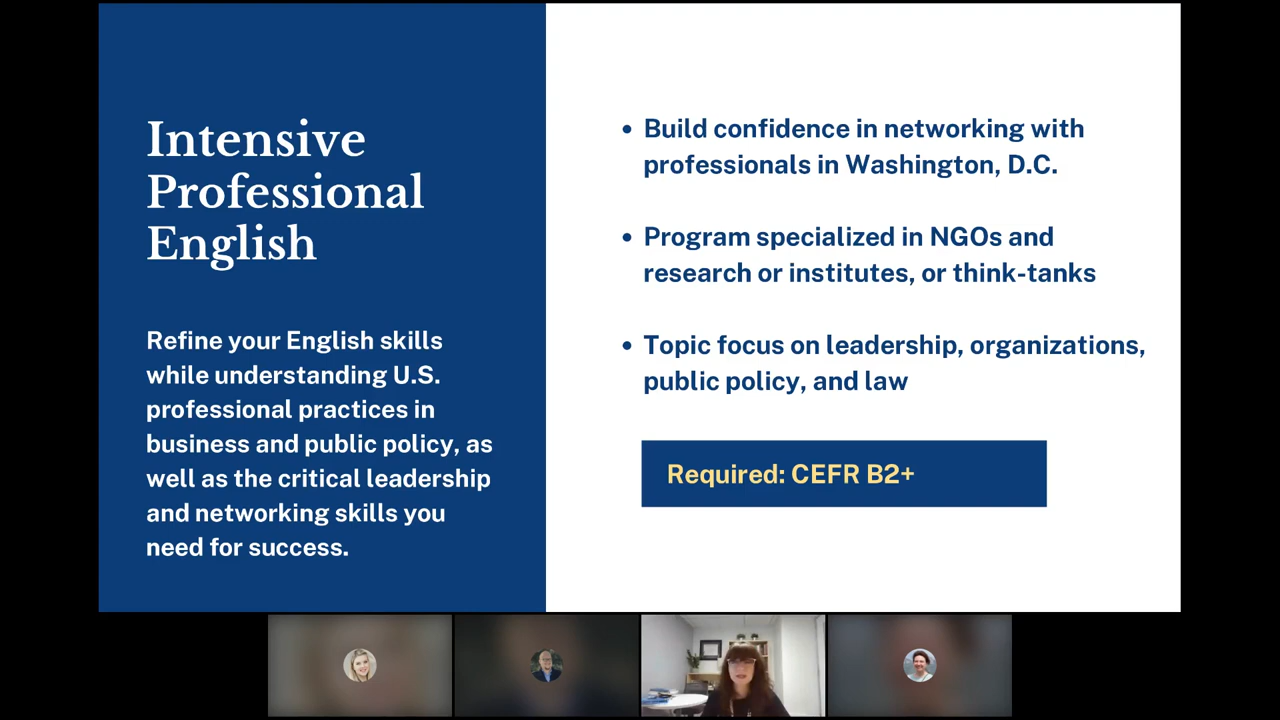 Intensive
Professional
English
Refine your English skills
while understanding U.S.
professional practices in
business and public policy, as
well as the critical leadership
and networking skills you
need for success.
• Build confidence in networking with
professionals in Washington, D.C.
• Program specialized in NGOs and
research or institutes, or think-tanks
• Topic focus on leadership, organizations,
public policy, and law
Required: CEFR B2+